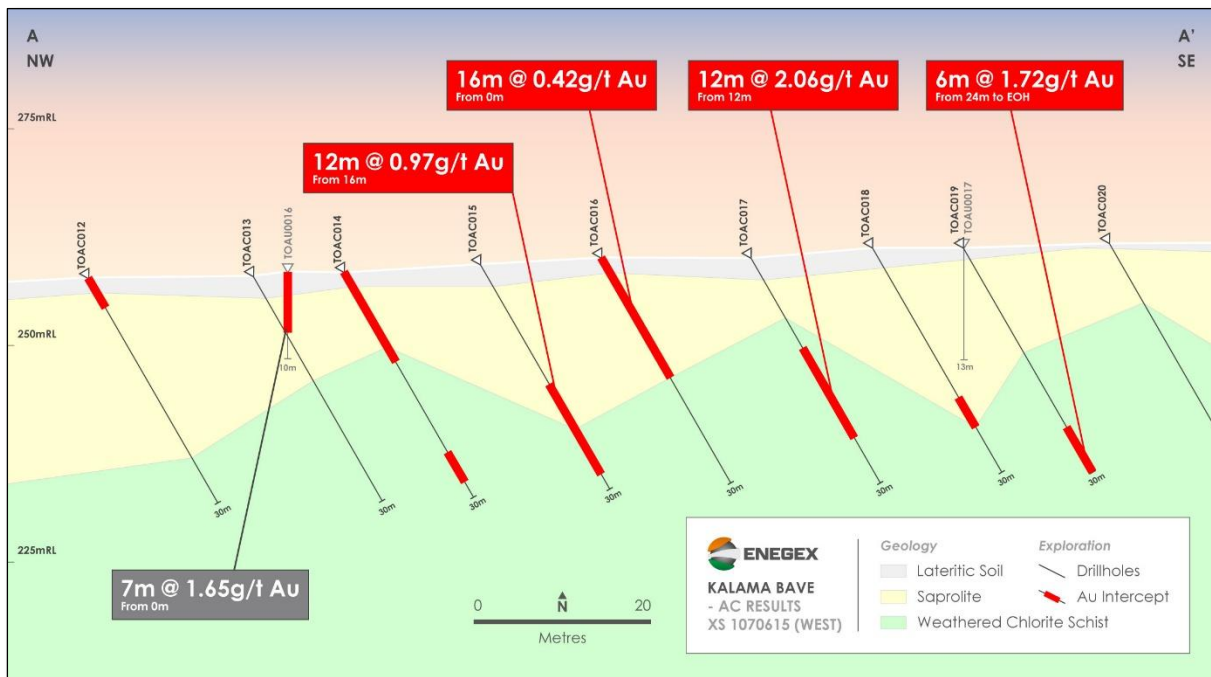 A
NW
A'
SE
16m @ 0.42g/t Au
From 0m
12m @ 2.06g/t Au
From 12m
6m @ 1.72g/t Au
From 24m to EOH
12m @ 0.97g/t Au
From 16m
275mRL
250mRL
225mRL
TOAC012
TOAC013
TOAU0016
TOAC014
TOAC015
TOAC016
TOAC017
TOAC018
TOAC019
TOAU0017
TOAC020
10m
13m
30m
30m
30m
30m
30m
30m
30m
30m
7m @ 1.65g/t Au
From 0m
0
N
20
Metres
ENEGEX
KALAMA BAVE
- AC RESULTS
XS 1070615 (WEST)
Geology
Lateritic Soil
Saprolite
Weathered Chlorite Schist
Exploration
Drillholes
Au Intercept